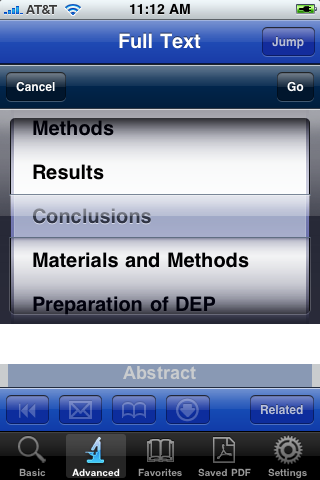 AT&T 11:12 AM
Full Text Jump
Cancel Go
Methods
Results
Conclusions
Materials and Methods
Preparation of DEP
Abstract
Related
Basic Advanced Favorites Saved PDF Settings